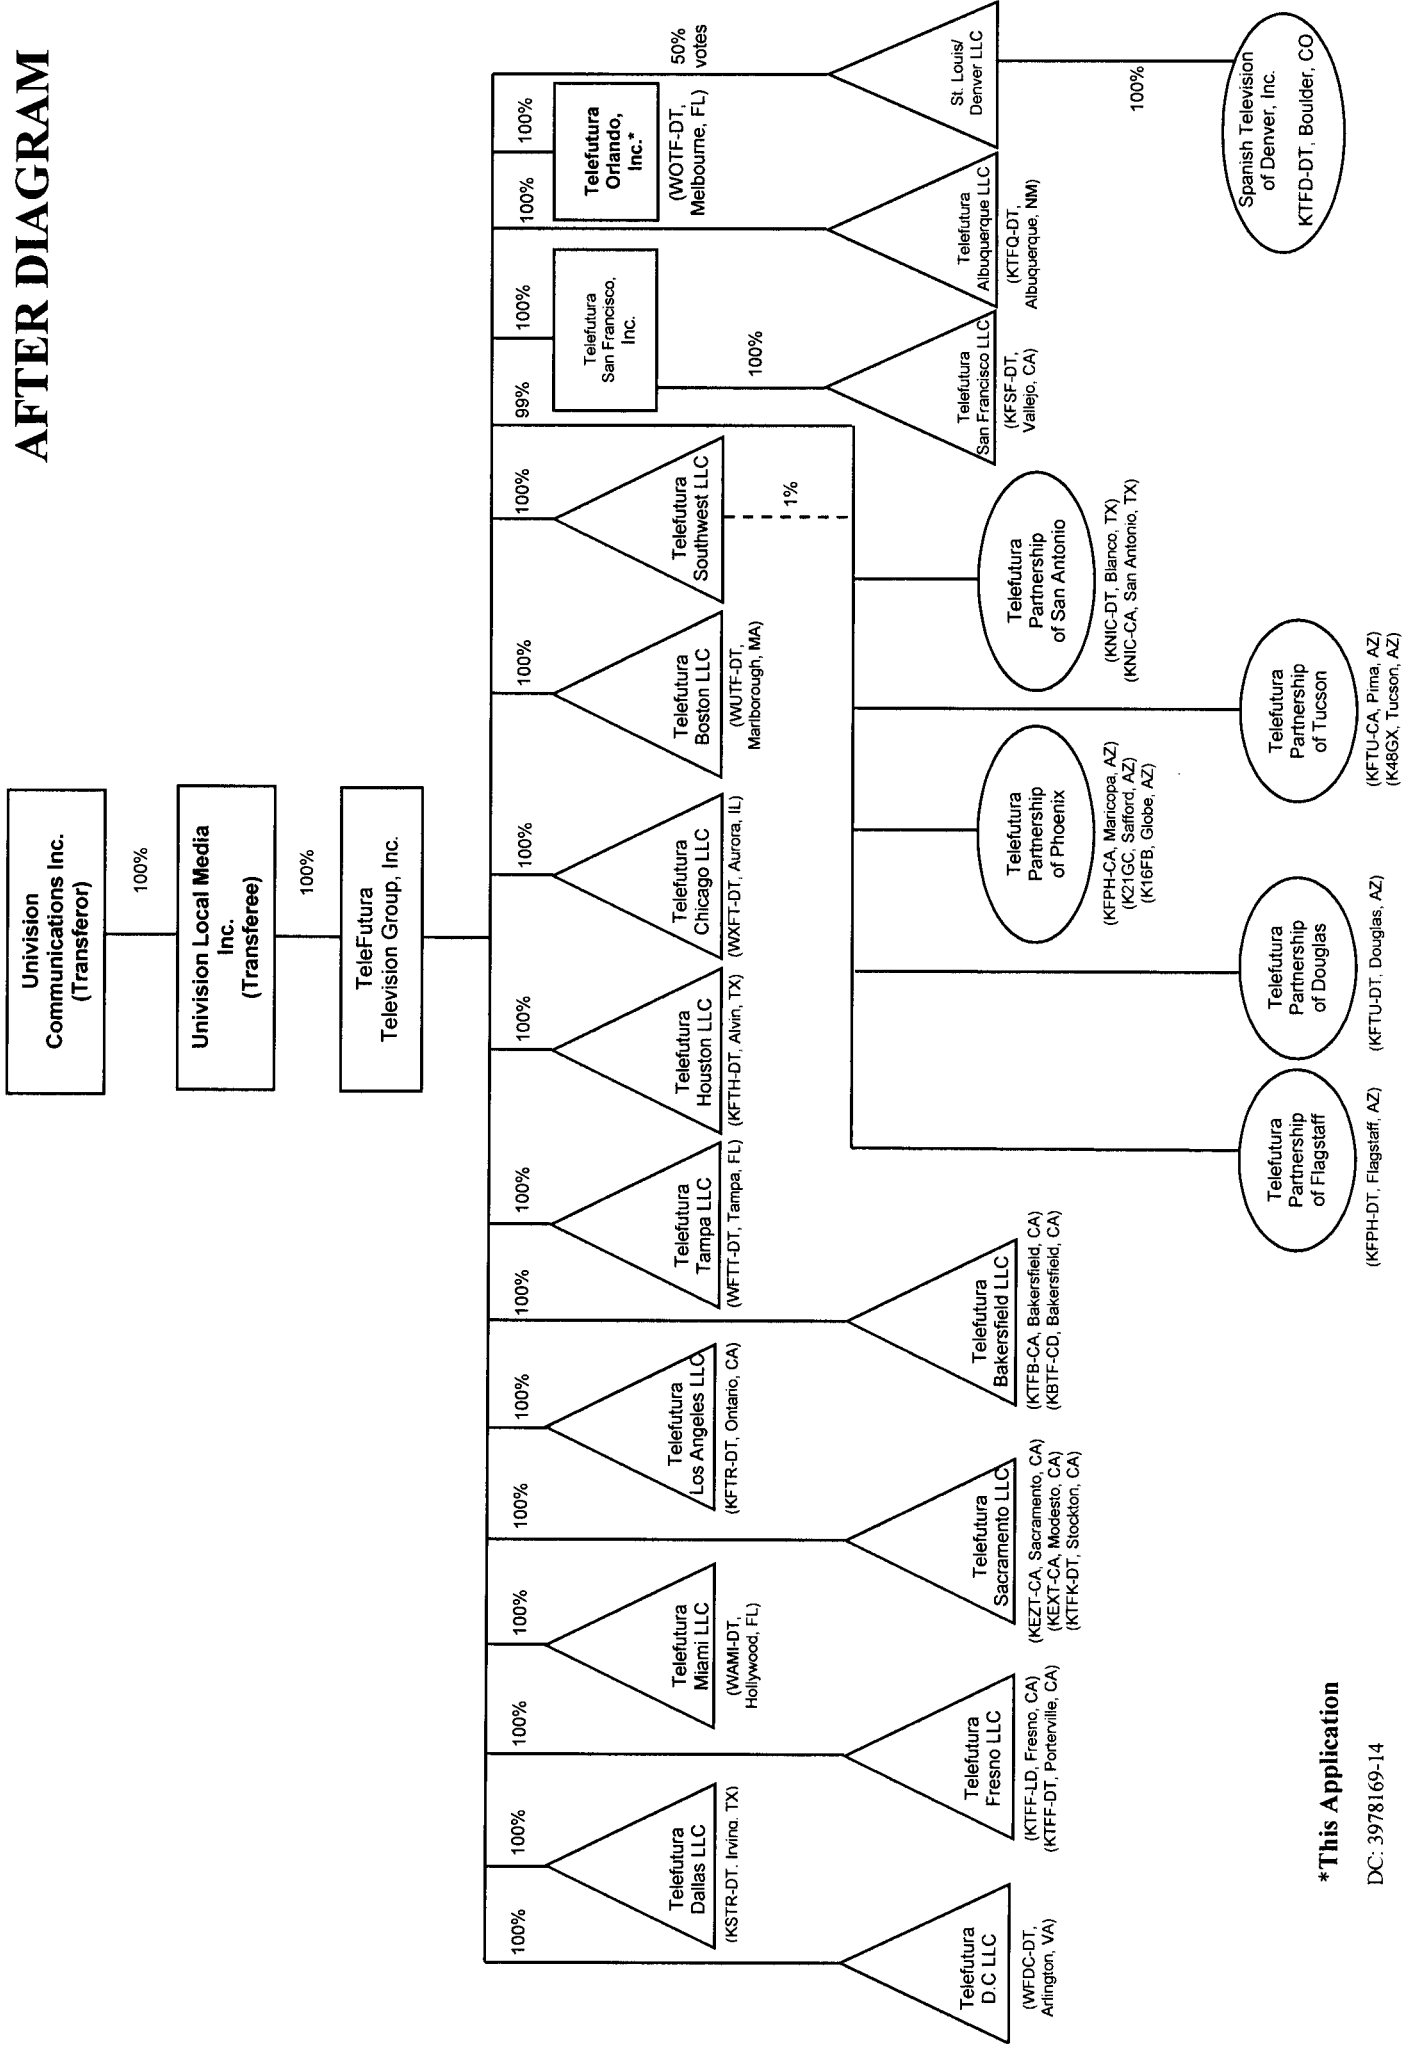 AFTER DIAGRAM
Univision
Communications Inc.
(Transferor)
100%
Univision Local Media
Inc.
(Transferee)
100%
TeleFutura
Television Group, Inc.
100%
100%
100%
100%
100%
100%
100%
100%
100%
100%
100%
100%
99%
100%
100%
100%
50%
votes
Telefutura
D.C LLC
(WFDC-DT,
Arlington, VA)
Telefutura
Dallas LLC
(KSTR-DT. Irving. TX)
Telefutura
Fresno LLC
(KTFF-LD, Fresno, CA)
(KTFF-DT, Porterville, CA)
Telefutura
Miami LLC
(WAMI-DT,
Hollywood, FL)
Telefutura
Sacramento LLC
(KEZT-CA, Sacramento, CA)
(KEXT-CA, Modesto, CA)
(KTFK-DT, Stockton, CA)
Telefutura
Los Angeles LLC
(KFTR-DT, Ontario, CA)
Telefutura
Bakersfield LLC
(KTFB-CA, Bakersfield, CA)
(KBTF-CD, Bakersfield, CA)
Telefutura
Tampa LLC
(WFTT-DT, Tampa, FL)
Telefutura
Houston LLC
(KFTH-DT, Alvin, TX)
Telefutura
Chicago LLC
(WXFT-DT, Aurora, IL)
Telefutura
Boston LLC
(WUTF-DT,
Marlborough, MA)
Telefutura
Southwest LLC
1%
Telefutura
San Francisco,
Inc.
100%
Telefutura
San Francisco LLC
(KFSF-DT,
Vallejo, CA)
Telefutura
Albuquerque LLC
(KTFQ-DT,
Albuquerque, NM)
Telefutura
Orlando,
Inc.*
(WOTF-DT,
Melbourne, FL)
St. Louis/
Denver LLC
100%
Spanish Television
of Denver, Inc.
KTFD-DT, Boulder, CO
Telefutura
Partnership
of Flagstaff
(KFPH-DT, Flagstaff, AZ)
Telefutura
Partnership
of Douglas
(KFTU-DT, Douglas, AZ)
Telefutura
Partnership
of Phoenix
(KFPH-CA, Maricopa, AZ)
(K21GC, Safford, AZ)
(K16FB, Globe, AZ)
Telefutura
Partnership
of Tucson
(KFTU-CA, Pima, AZ)
(K48GX, Tucson, AZ)
Telefutura
Partnership
of San Antonio
(KNIC-DT, Blanco, TX)
(KNIC-CA, San Antonio, TX)
*This Application
DC: 3978169-14